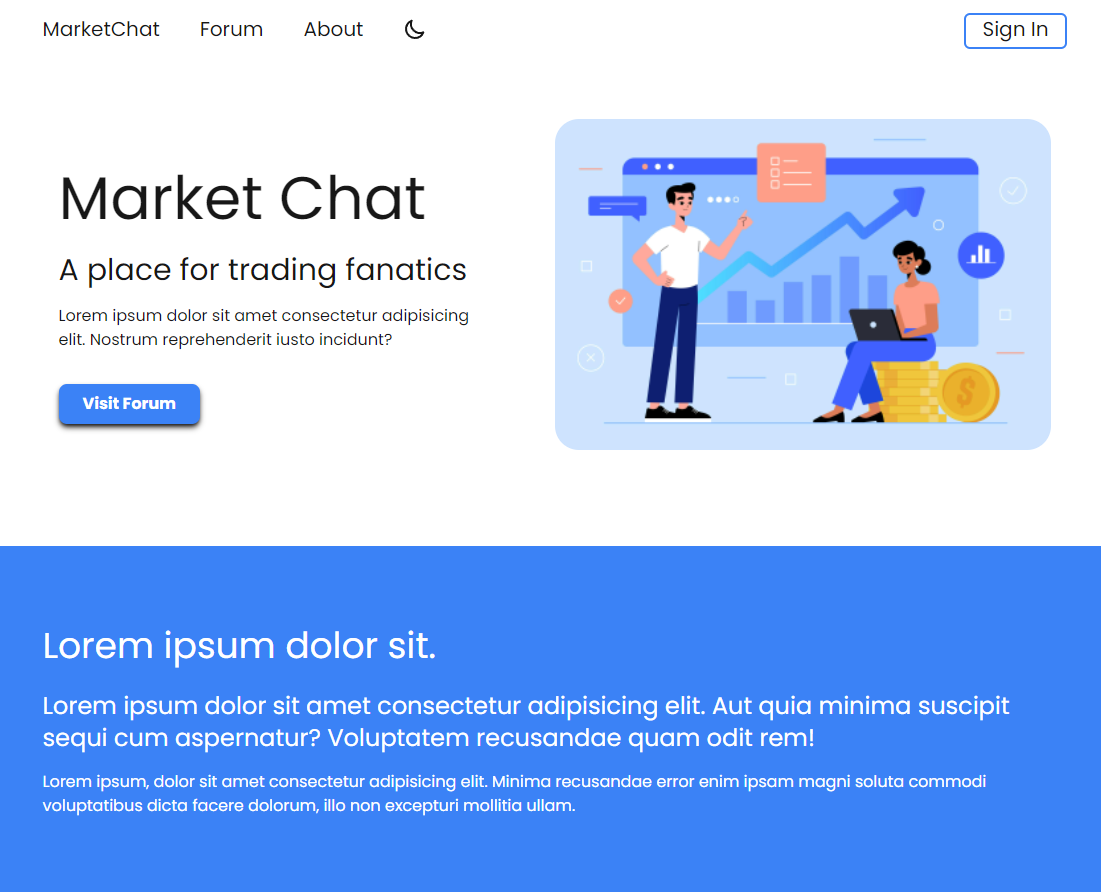 MarketChat Forum About Sign In
Market Chat
A place for trading fanatics
Lorem ipsum dolor sit amet consectetur adipisicing
elit. Nostrum reprehenderit iusto incidunt?
Visit Forum
$
Lorem ipsum dolor sit.
Lorem ipsum dolor sit amet consectetur adipisicing elit. Aut quia minima suscipit
sequi cum aspernatur? Voluptatem recusandae quam odit rem!
Lorem ipsum, dolor sit amet consectetur adipisicing elit. Minima recusandae error enim ipsam magni soluta commodi
voluptatibus dicta facere dolorum, illo non excepturi mollitia ullam.